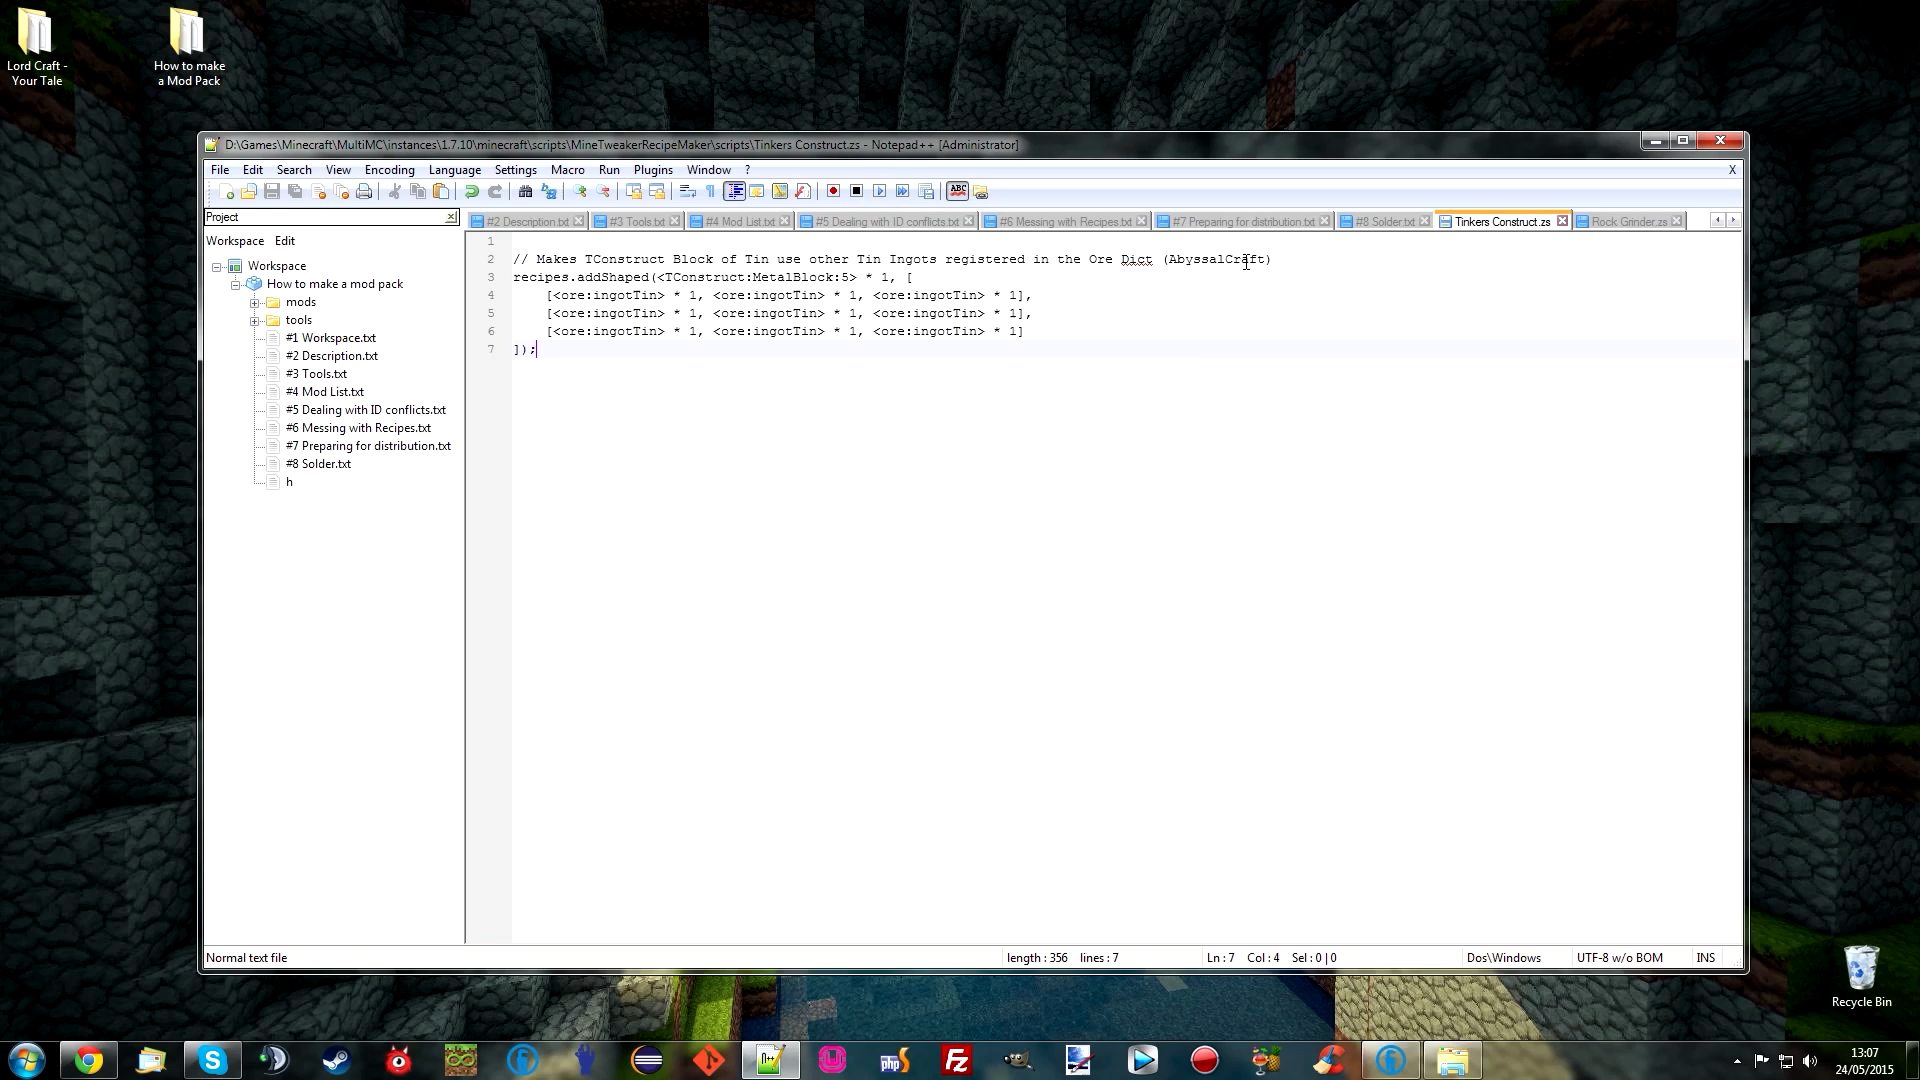 Lord Craft -
Your Tale
How to make
a Mod Pack
D:\Games\Minecraft\MultiMC\instances\1.7.10\minecraft\scripts\MineTweakerRecipeMaker\scripts\Tinkers Construct.zs - Notepad++ [Administrator]
File Edit Search View Encoding Language Settings Macro Run Plugins Window ? X
Project
#2 Description.txt #3 Tools.txt #4 Mod List.txt #5 Dealing with ID conflicts.txt #6 Messing with Recipes.txt #7 Preparing for distribution.txt #8 Solder.txt Tinkers Construct.zs Rock Grinder.zs
Workspace Edit
Workspace
How to make a mod pack
mods
tools
#1 Workspace.txt
#2 Description.txt
#3 Tools.txt
#4 Mod List.txt
#5 Dealing with ID conflicts.txt
#6 Messing with Recipes.txt
#7 Preparing for distribution.txt
#8 Solder.txt
h
1
2 // Makes TConstruct Block of Tin use other Tin Ingots registered in the Ore Dict (AbyssalCraft)
3 recipes.addShaped(<TConstruct:MetalBlock:5> * 1, [
4 [<ore:ingotTin> * 1, <ore:ingotTin> * 1, <ore:ingotTin> * 1],
5 [<ore:ingotTin> * 1, <ore:ingotTin> * 1, <ore:ingotTin> * 1],
6 [<ore:ingotTin> * 1, <ore:ingotTin> * 1, <ore:ingotTin> * 1]
7 ]);
Normal text file length : 356 lines : 7 Ln : 7 Col : 4 Sel : 0 | 0 Dos\Windows UTF-8 w/o BOM INS
Recycle Bin
13:07
24/05/2015